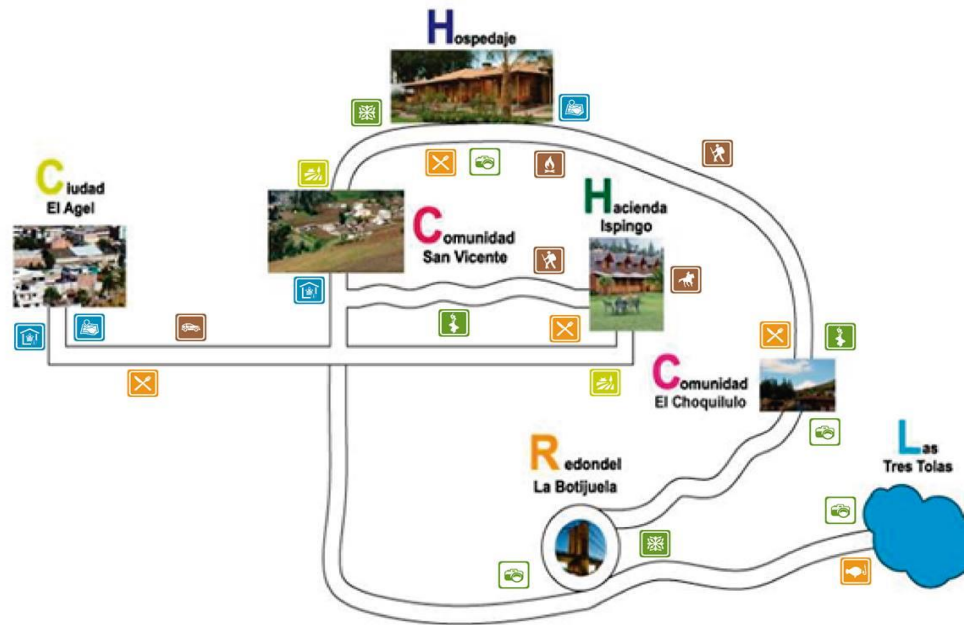 Hospedaje
Ciudad
El Agel
Hacienda
Ispingo
Comunidad
San Vicente
Comunidad
El Choquilulo
Redondel
La Botijuela
Las
Tres Tolas